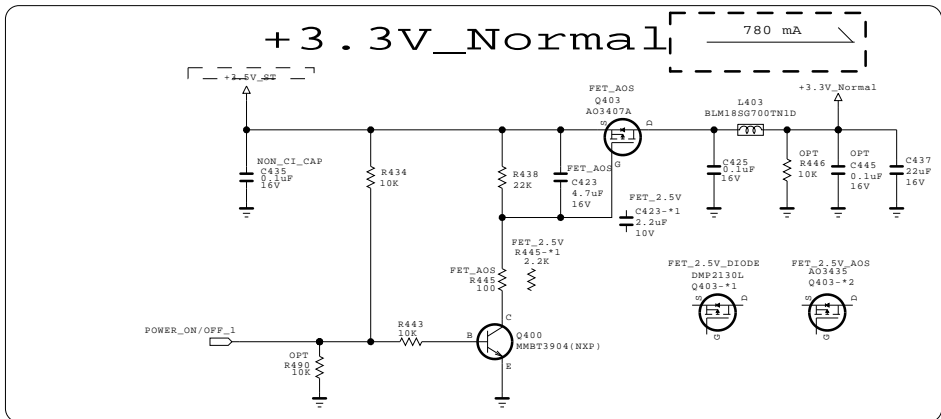 +3.3V_Normal
780 mA
+3.5V_ST
FET_AOS
Q403
AO3407A
S
D
G
L403
BLM18SG700TN1D
+3.3V_Normal
NON_CI_CAP
C435
0.1uF
16V
R434
10K
R438
22K
FET_AOS
C423
4.7uF
16V
FET_2.5V
C423-*1
2.2uF
10V
C425
0.1uF
16V
OPT
R446
10K
OPT
C445
0.1uF
16V
C437
22uF
16V
FET_2.5V
R445-*1
2.2K
FET_AOS
R445
100
FET_2.5V_DIODE
DMP2130L
Q403-*1
S
D
G
FET_2.5V_AOS
AO3435
Q403-*2
S
D
G
POWER_ON/OFF_1
R443
10K
B
C
E
Q400
MMBT3904(NXP)
OPT
R490
10K